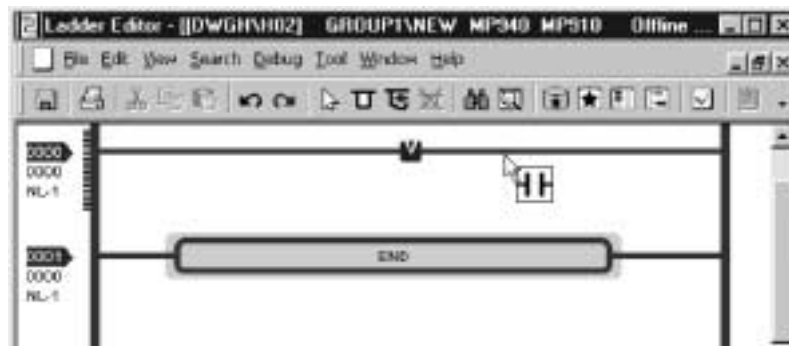 Ladder Editor - [[DWGH\H02] GROUP1\NEW MP940 MP910 Offline ...
File Edit View Search Debug Tool Window Help
0000
0000
NL-1
V
0001
0000
NL-1
END